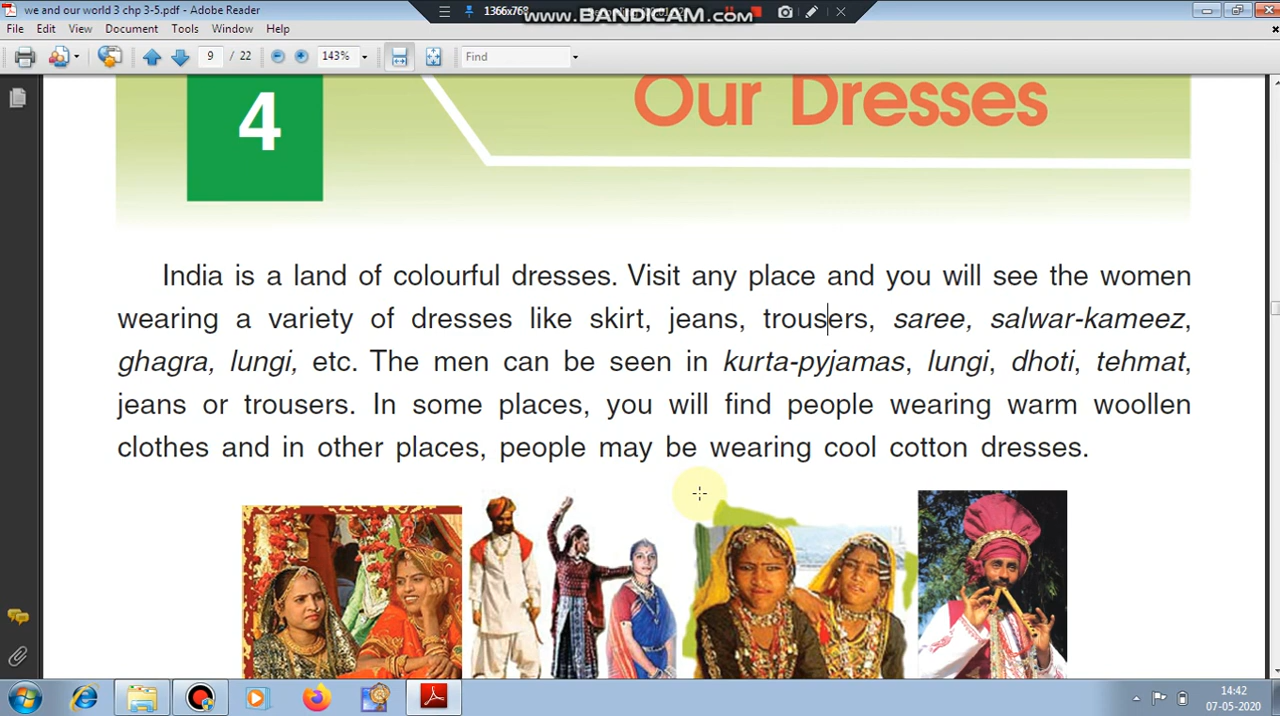 we and our world 3 chp 3-5.pdf - Adobe Reader
1366x768
www.BANDICAM.com
File Edit View Document Tools Window Help
9 / 22 143% Find
4
Our Dresses
India is a land of colourful dresses. Visit any place and you will see the women
wearing a variety of dresses like skirt, jeans, trousers, saree, salwar-kameez,
ghagra, lungi, etc. The men can be seen in kurta-pyjamas, lungi, dhoti, tehmat,
jeans or trousers. In some places, you will find people wearing warm woollen
clothes and in other places, people may be wearing cool cotton dresses.
14:42
07-05-2020